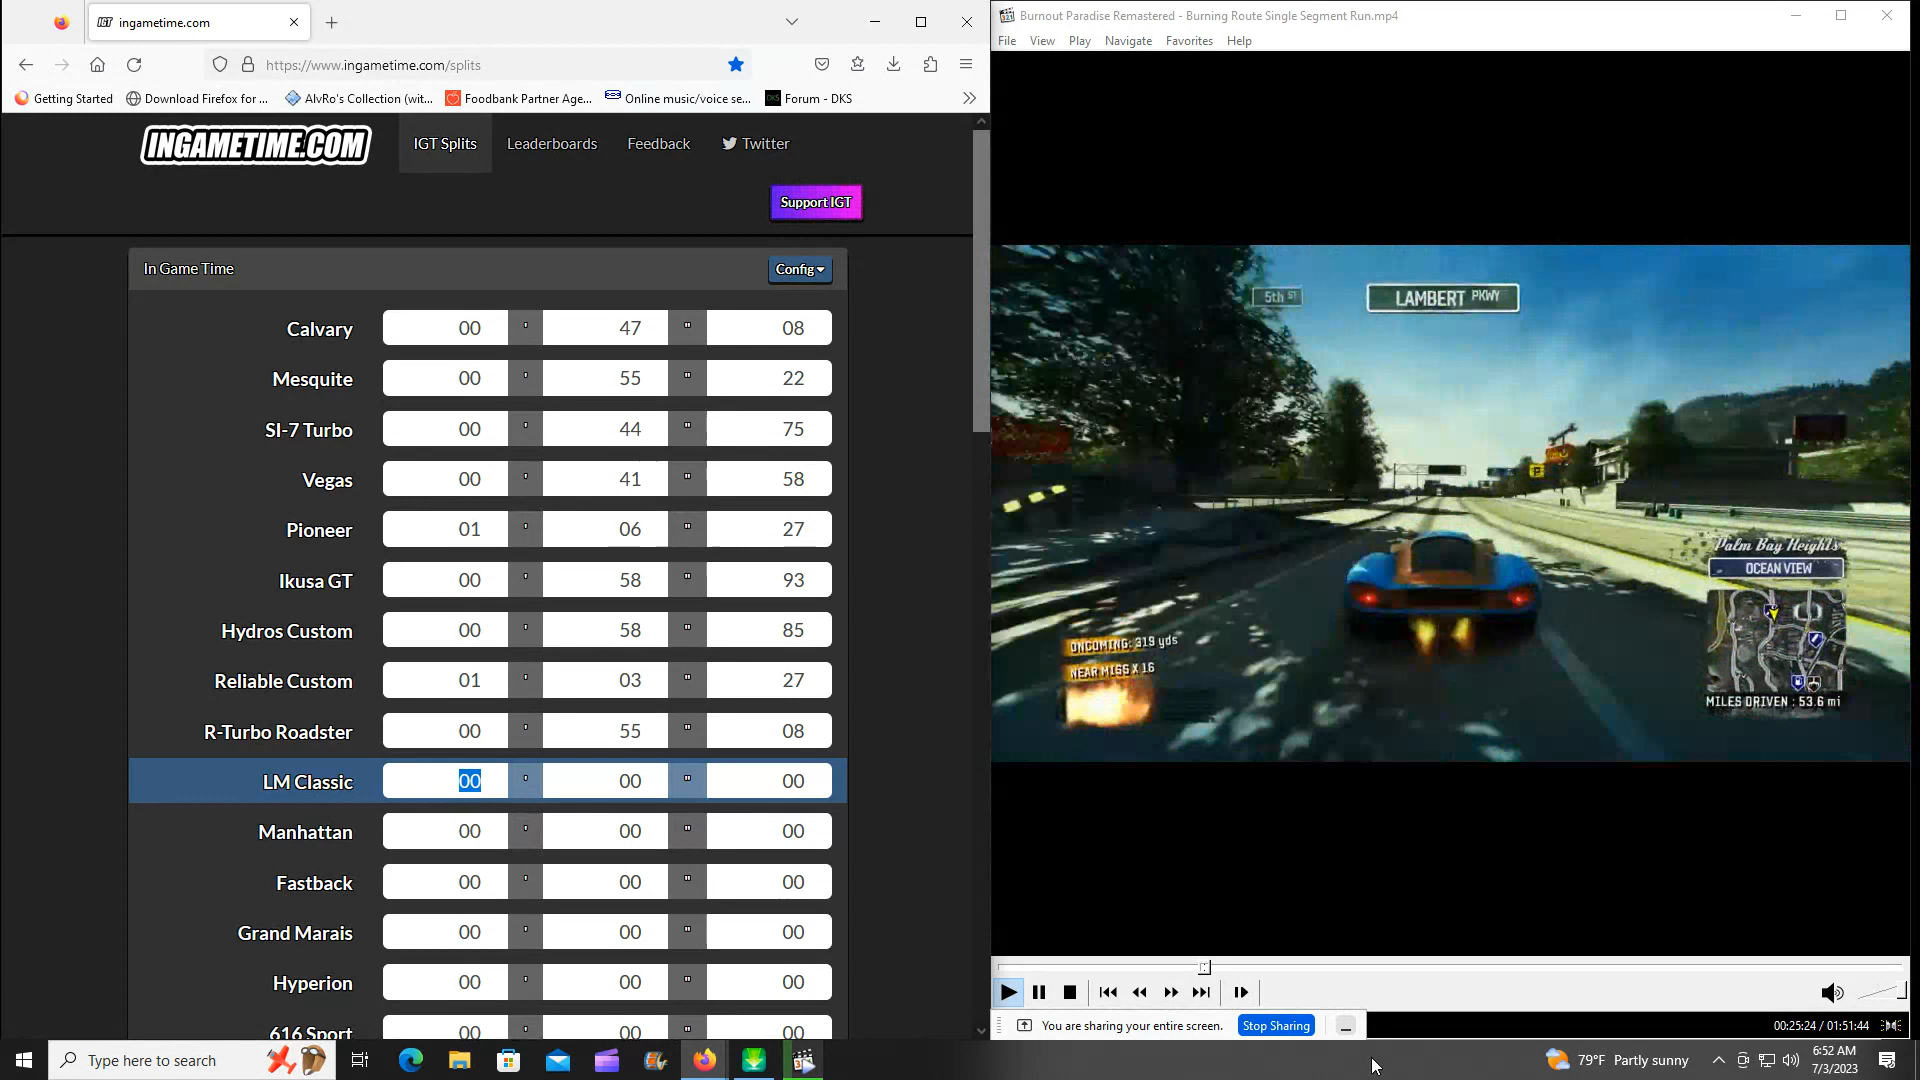 ingametime.com
https://www.ingametime.com/splits
Getting Started
Download Firefox for ...
AlvRo's Collection (wit...
Foodbank Partner Age...
Online music/voice se...
Forum - DKS
INGAMETIME.COM
IGT Splits
Leaderboards
Feedback
Twitter
Support IGT
In Game Time
Config
Calvary 00 ' 47 " 08
Mesquite 00 ' 55 " 22
SI-7 Turbo 00 ' 44 " 75
Vegas 00 ' 41 " 58
Pioneer 01 ' 06 " 27
Ikusa GT 00 ' 58 " 93
Hydros Custom 00 ' 58 " 85
Reliable Custom 01 ' 03 " 27
R-Turbo Roadster 00 ' 55 " 08
LM Classic 00 ' 00 " 00
Manhattan 00 ' 00 " 00
Fastback 00 ' 00 " 00
Grand Marais 00 ' 00 " 00
Hyperion 00 ' 00 " 00
616 Sport 00 ' 00 " 00
Burnout Paradise Remastered - Burning Route Single Segment Run.mp4
File View Play Navigate Favorites Help
5th ST
LAMBERT PKWY
Palm Bay Heights
OCEAN VIEW
ONCOMING: 319 yds
NEAR MISS X 16
MILES DRIVEN : 53.6 mi
You are sharing your entire screen.
Stop Sharing
00:25:24 / 01:51:44
Type here to search
79°F Partly sunny
6:52 AM
7/3/2023